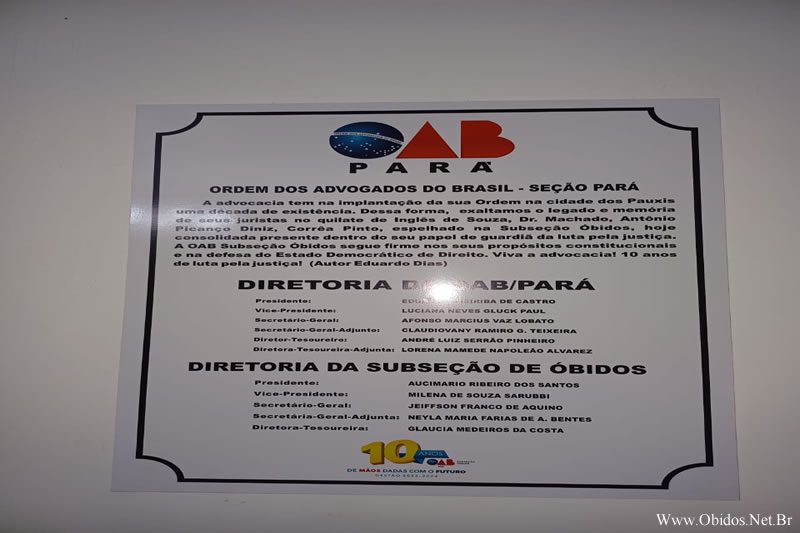 OAB
PARÁ
ORDEM DOS ADVOGADOS DO BRASIL - SEÇÃO PARÁ
A advocacia tem na implantação da sua Ordem na cidade dos Pauxis
uma década de existência. Dessa forma, exaltamos o legado e memória
de seus juristas no quilate de Inglês de Souza, Dr. Machado, Antônio
Picanço Diniz, Corrêa Pinto, espelhado na Subseção Óbidos, hoje
consolidada presente dentro do seu papel de guardiã da luta pela justiça.
A OAB Subseção Óbidos segue firme nos seus propósitos constitucionais
e na defesa do Estado Democrático de Direito. Viva a advocacia! 10 anos
de luta pela justiça! (Autor Eduardo Dias)
DIRETORIA DA OAB/PARÁ
Presidente: DE CASTRO
Vice-Presidente: LUCIANA NEVES GLUCK PAUL
Secretário-Geral: AFONSO MARCIUS VAZ LOBATO
Secretário-Geral-Adjunto: CLAUDIOVANY RAMIRO G. TEIXEIRA
Diretor-Tesoureiro: ANDRÉ LUIZ SERRÃO PINHEIRO
Diretora-Tesoureira-Adjunta: LORENA MAMEDE NAPOLEÃO ALVAREZ
DIRETORIA DA SUBSEÇÃO DE ÓBIDOS
Presidente: AUCIMARIO RIBEIRO DOS SANTOS
Vice-Presidente: MILENA DE SOUZA SARUBBI
Secretário-Geral: JEIFFSON FRANCO DE AQUINO
Secretária-Geral-Adjunta: NEYLA MARIA FARIAS DE A. BENTES
Diretora-Tesoureira: GLAUCIA MEDEIROS DA COSTA
10 ANOS
OAB
DE MÃOS DADAS COM O FUTURO
Www.Obidos.Net.Br